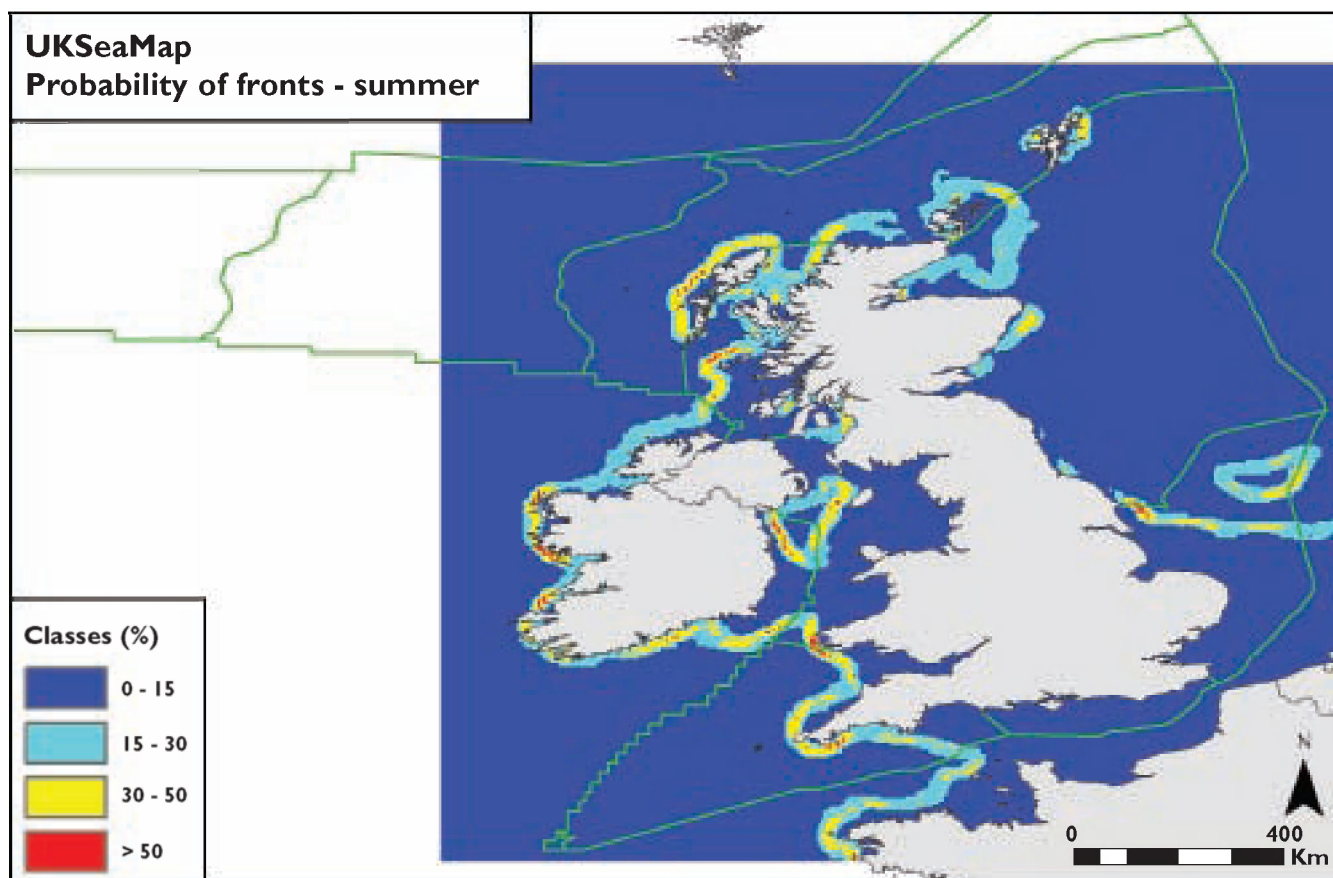 UKSeaMap
Probability of fronts - summer
Classes (%)
0 - 15
15 - 30
30 - 50
> 50
N
0 400
Km